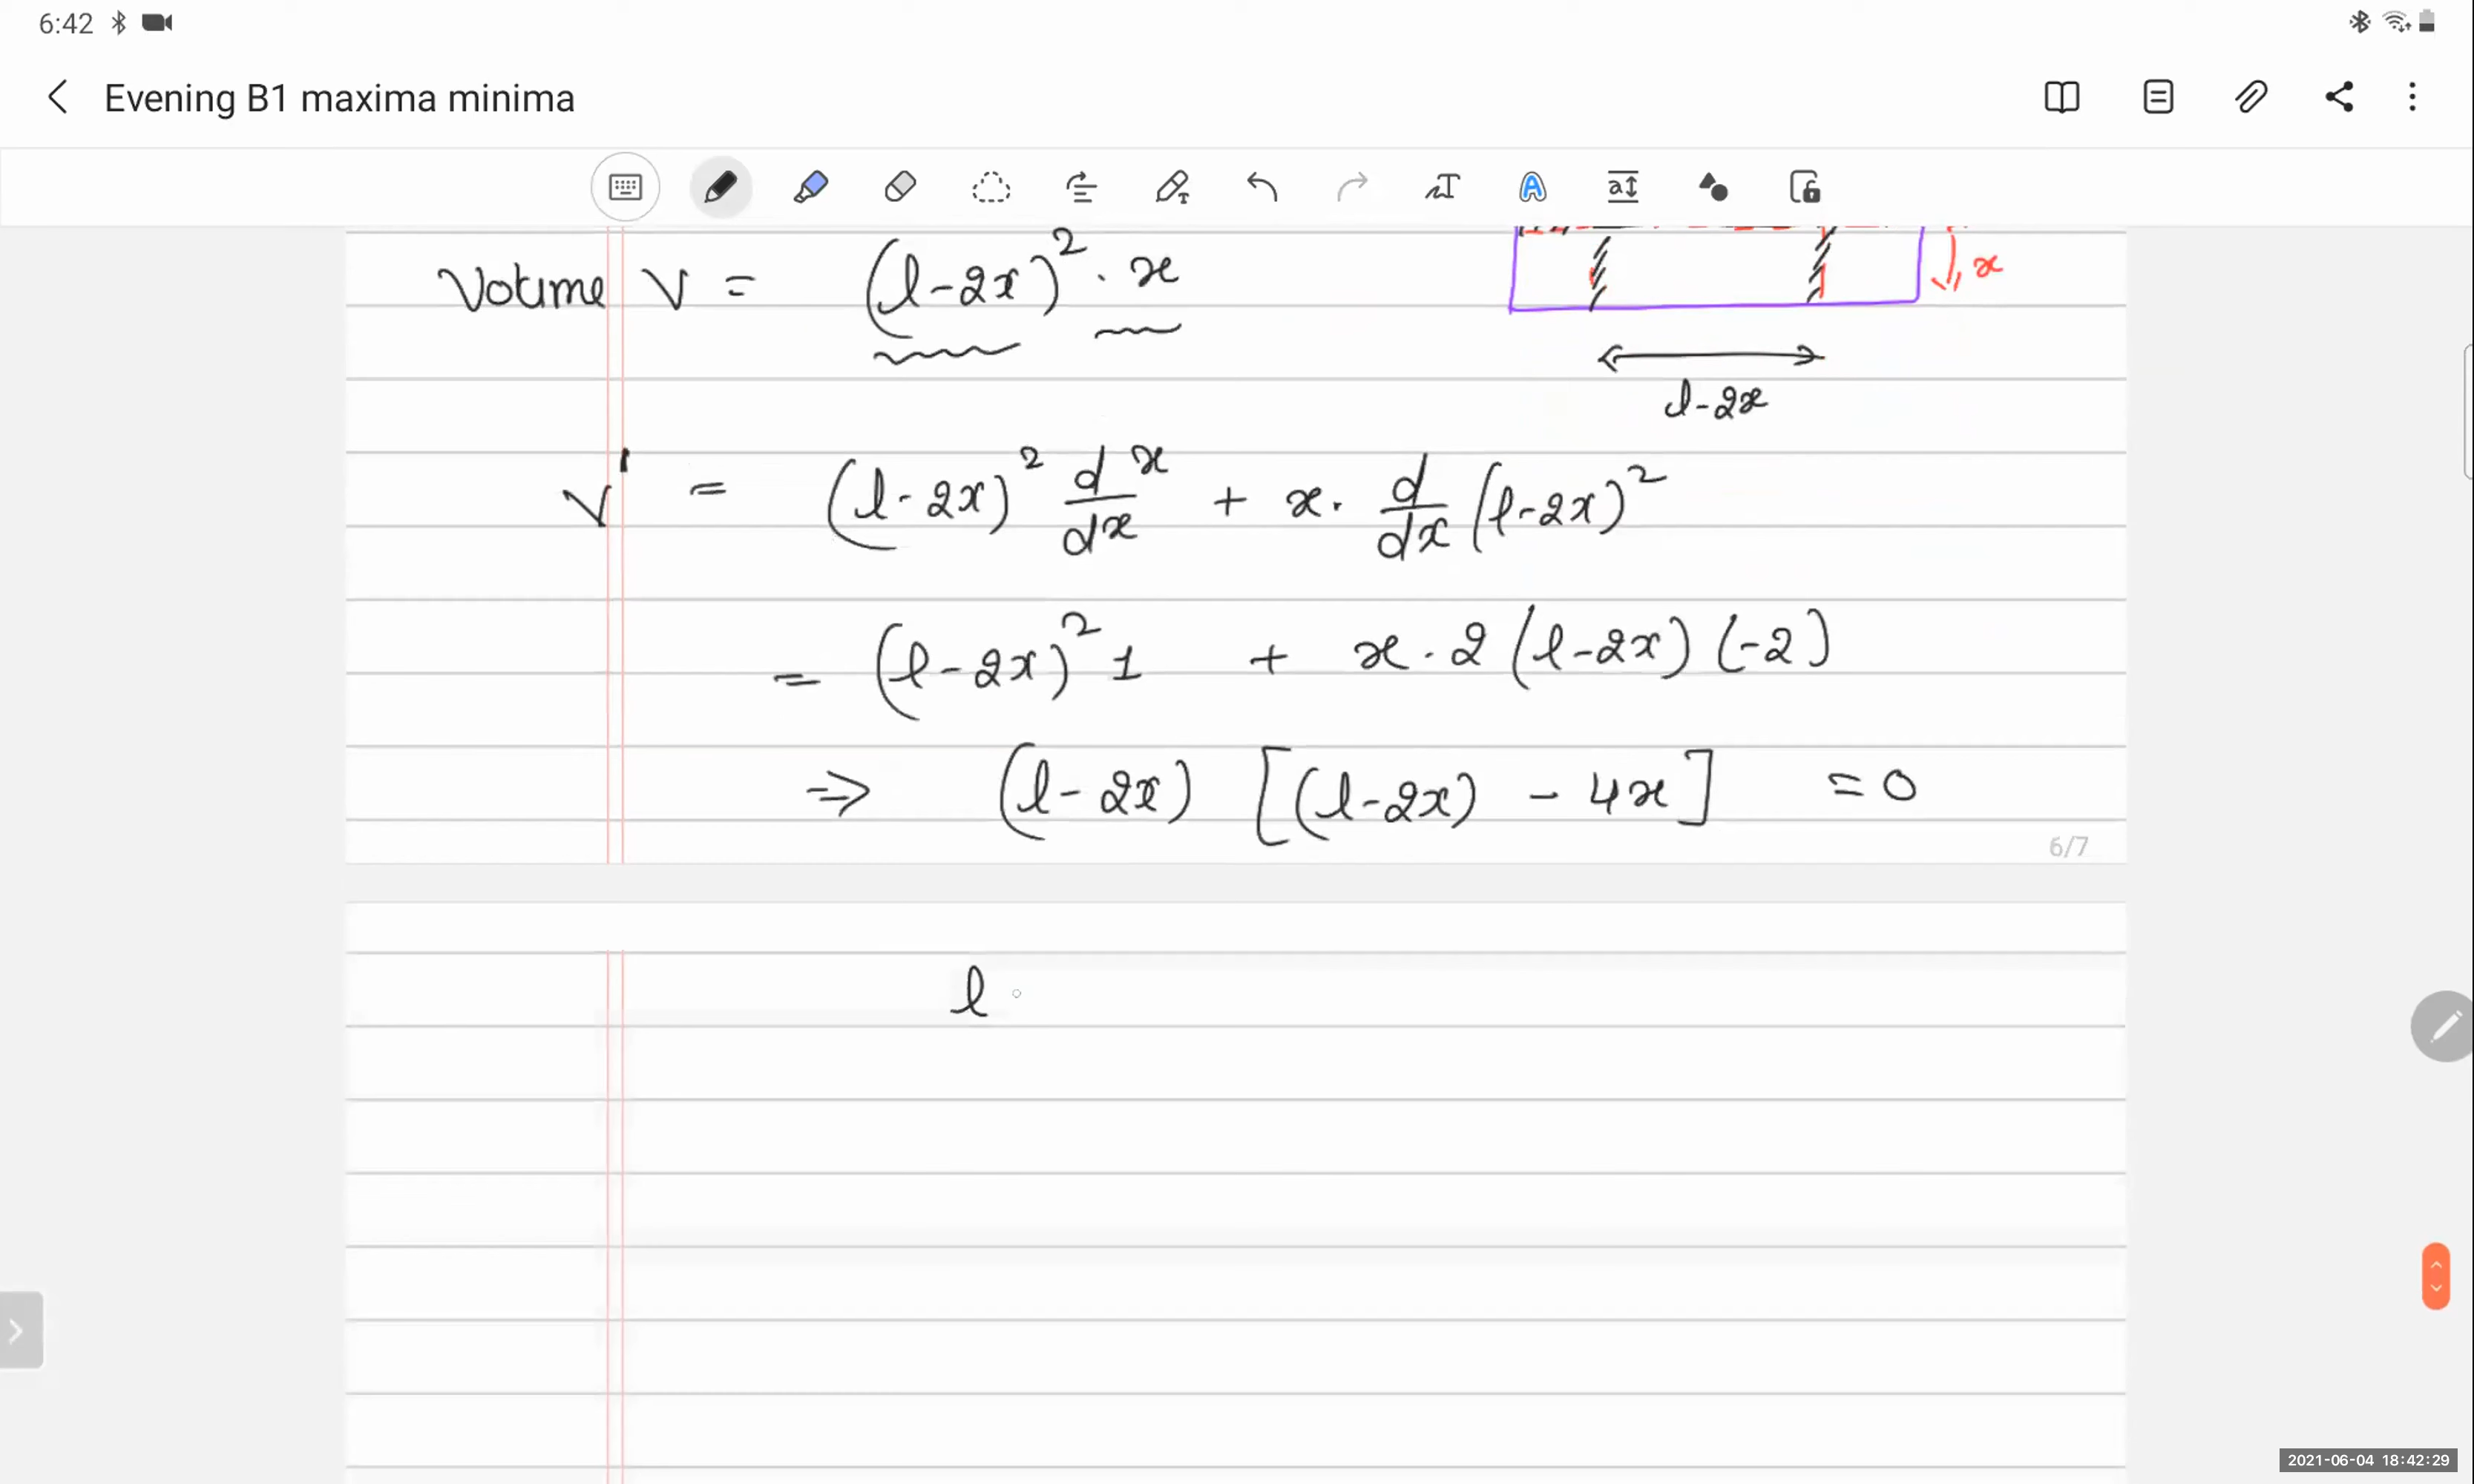 6:42
Evening B1 maxima minima
Volume V = (l-2x)² . x
x
l-2x
V' = (l-2x)² d/dx x + x. d/dx (l-2x)²
= (l-2x)² 1 + x . 2 (l-2x) (-2)
⇒ (l-2x) [(l-2x) - 4x] = 0
6/7
l
2021-06-04 18:42:29